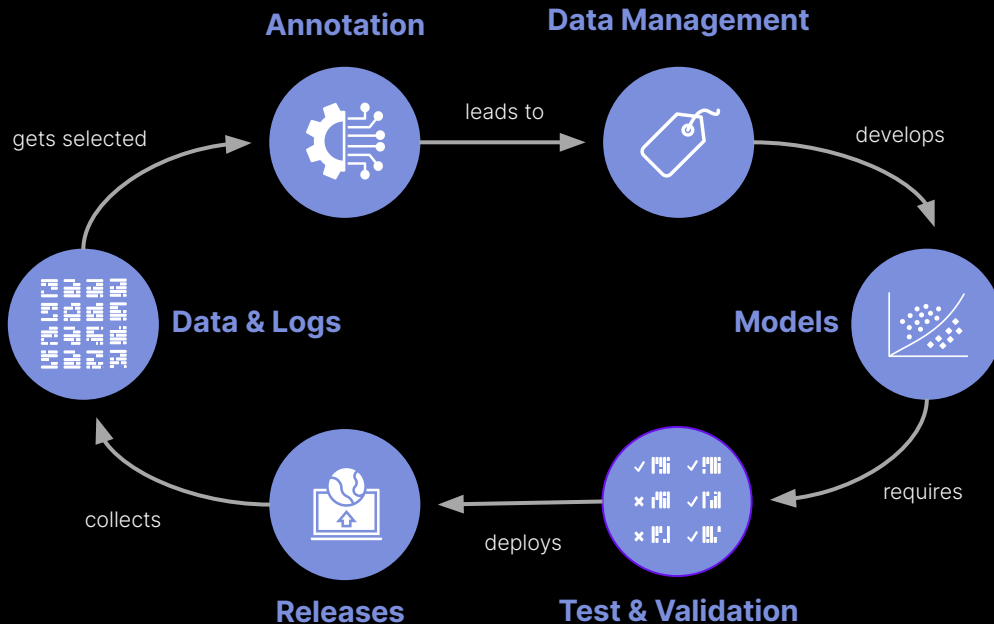 Annotation
Data Management
leads to
gets selected
develops
Data & Logs
Models
requires
collects
deploys
Releases
Test & Validation